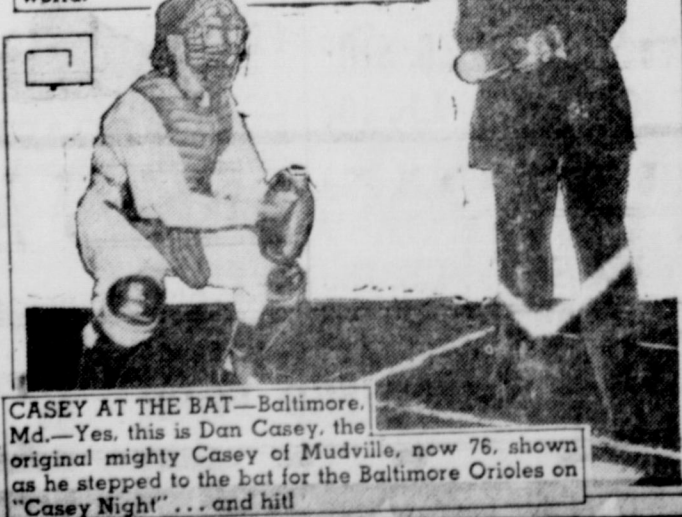 CASEY AT THE BAT—Baltimore,
Md.—Yes, this is Dan Casey, the
original mighty Casey of Mudville, now 76, shown
as he stepped to the bat for the Baltimore Orioles on
"Casey Night" . . . and hit!